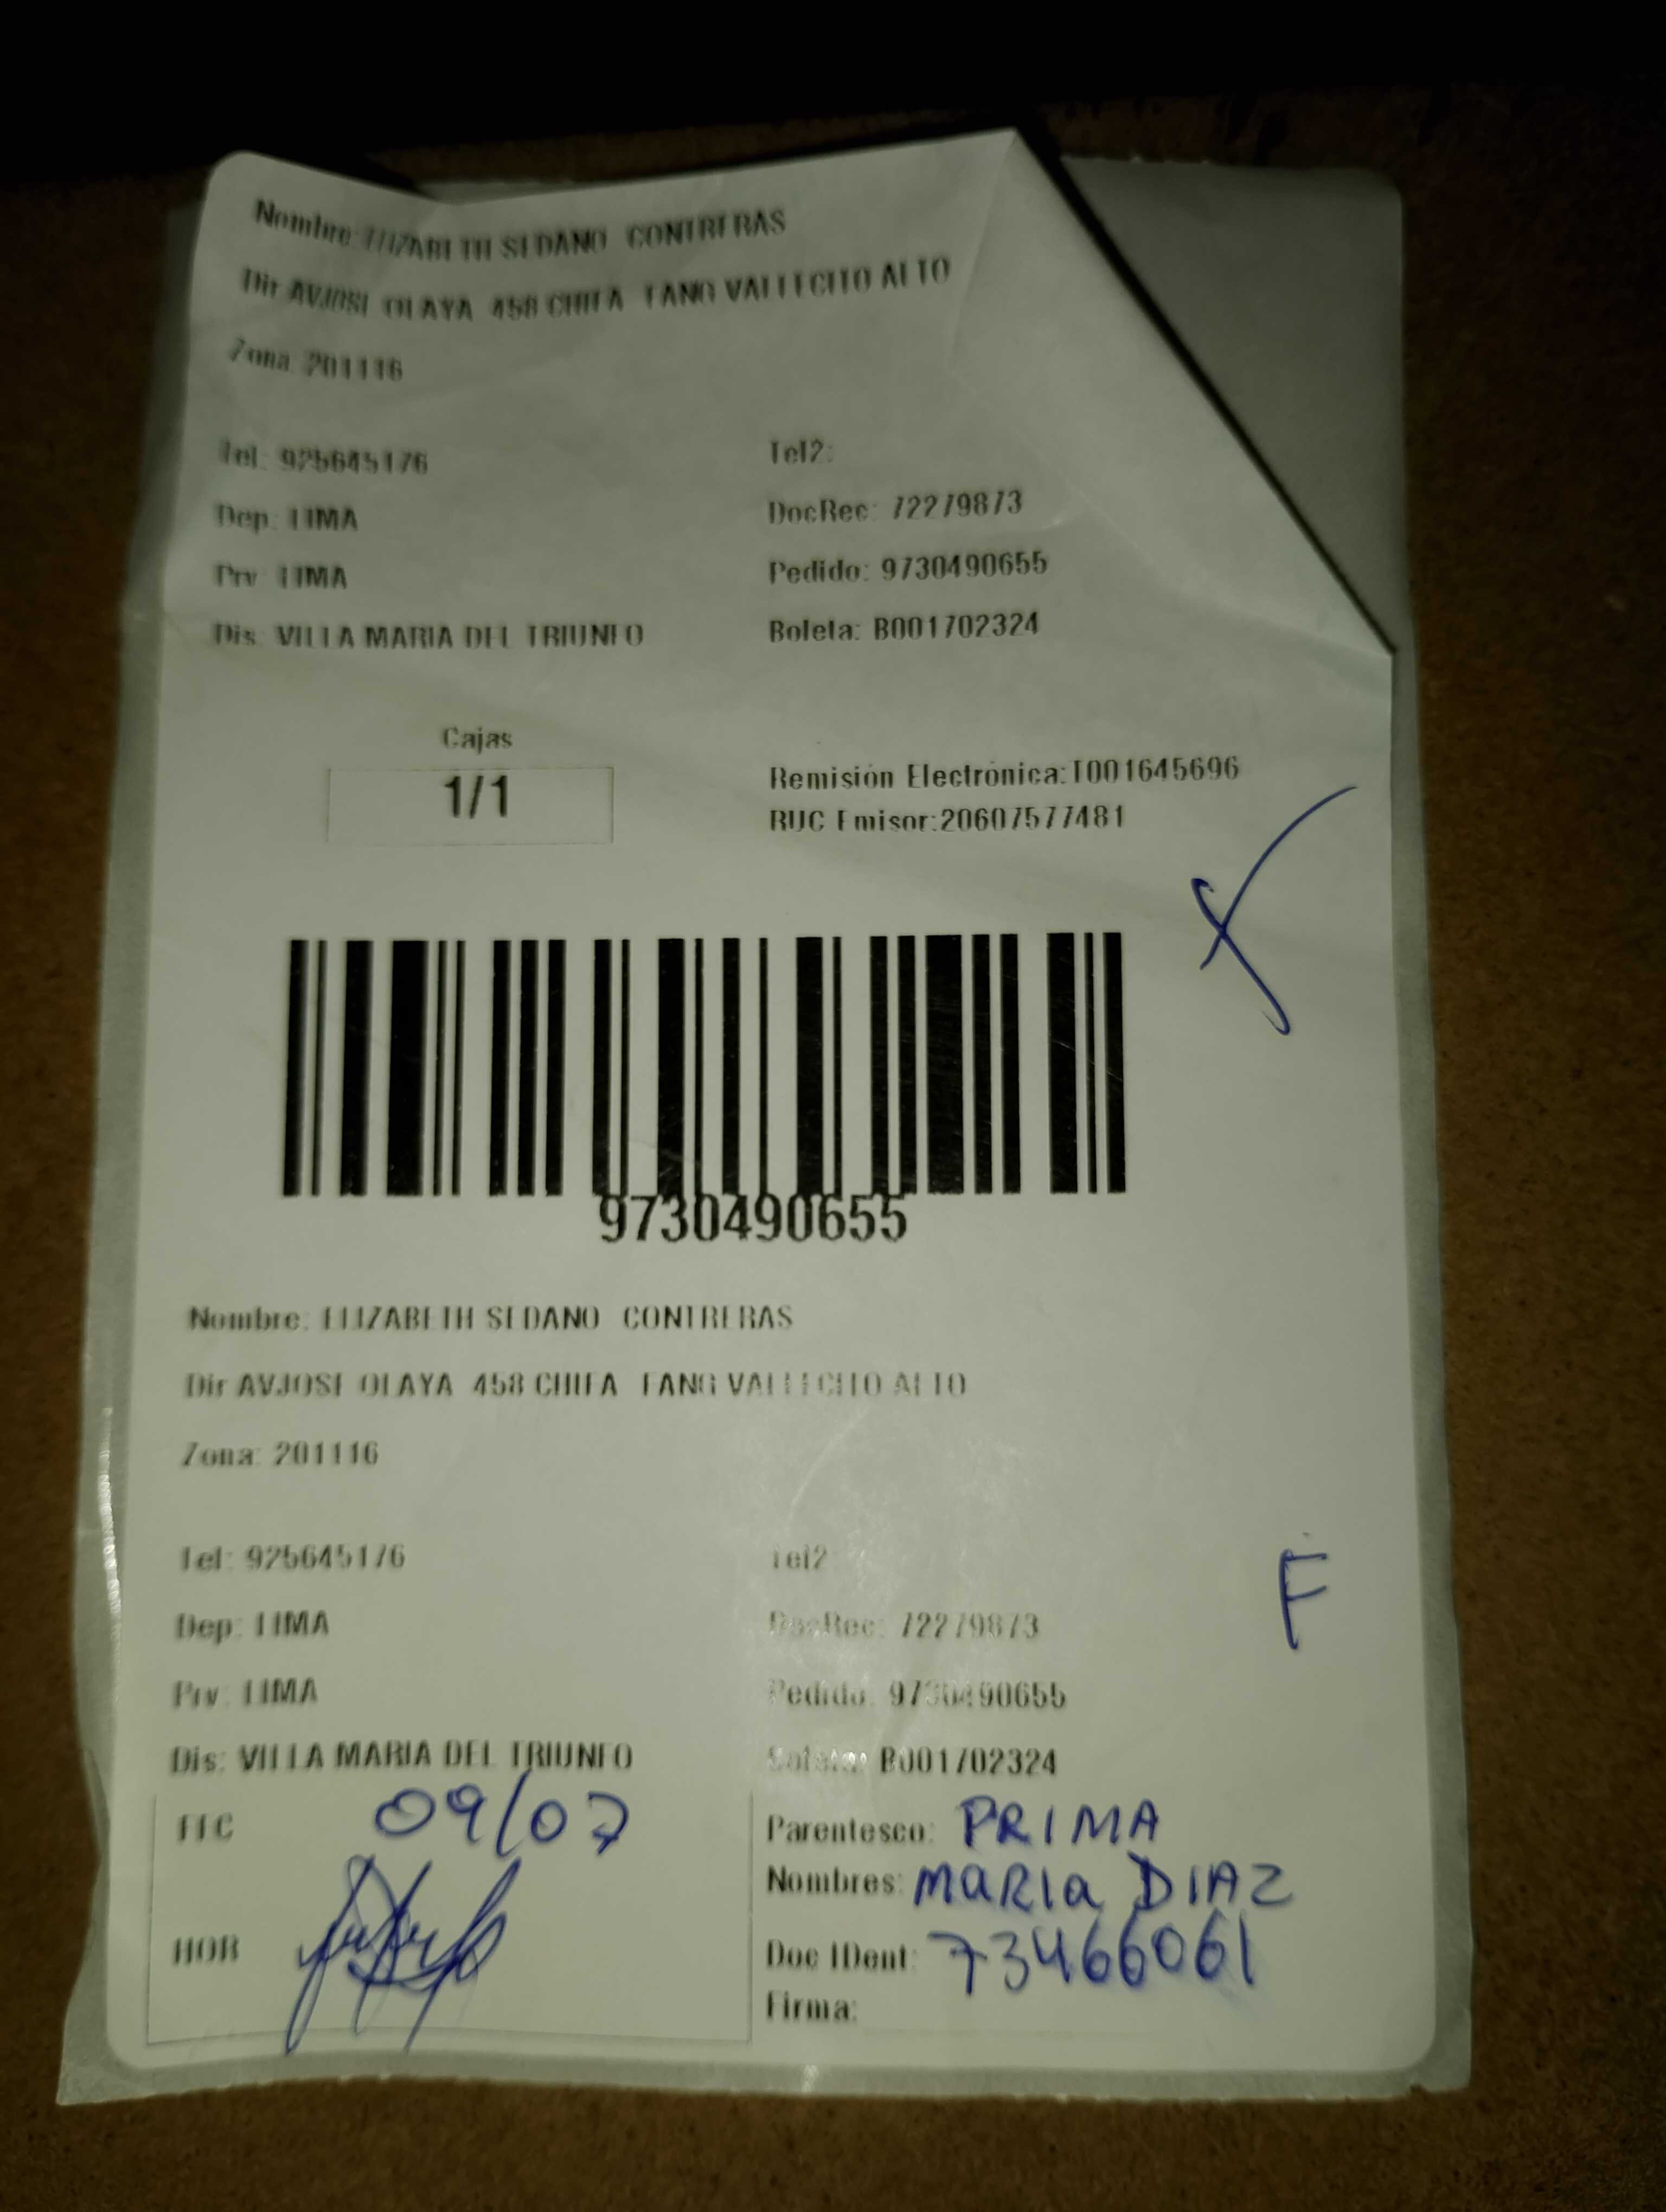 Nombre: ELIZABETH SEDANO CONTRERAS
Dir AVJOSE OLAYA 458 CHIFA TANG VALLECITO ALTO
Zona: 201116
Tel: 925645176 Tel2:
Dep: LIMA DocRec: 72279873
Prv: LIMA Pedido: 9730490655
Dis: VILLA MARIA DEL TRIUNFO Boleta: B001702324
Cajas
1/1
Remisión Electrónica:T001645696
RUC Emisor:20607577481
9730490655
Nombre: ELIZABETH SEDANO CONTRERAS
Dir AVJOSE OLAYA 458 CHIFA TANG VALLECITO ALTO
Zona: 201116
Tel: 925645176 Tel2
F
Dep: LIMA DocRec: 72279873
Prv: LIMA Pedido: 9730490655
Dis: VILLA MARIA DEL TRIUNFO Boleta: B001702324
09/07
Parentesco: PRIMA
Nombres: MARIA DIAZ
HOR Doc IDent: 73466061
Firma: